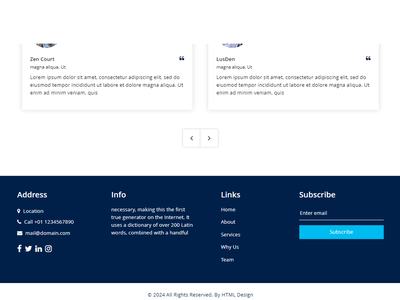 Zen Court
magna aliqua. Ut
Lorem ipsum dolor sit amet, consectetur adipiscing elit, sed do
eiusmod tempor incididunt ut labore et dolore magna aliqua. Ut
enim ad minim veniam, quis
LusDen
magna aliqua. Ut
Lorem ipsum dolor sit amet, consectetur adipiscing elit, sed do
eiusmod tempor incididunt ut labore et dolore magna aliqua. Ut
enim ad minim veniam, quis
Address
Location
Call +01 1234567890
mail@domain.com
Info
necessary, making this the first
true generator on the Internet. It
uses a dictionary of over 200 Latin
words, combined with a handful
Links
Home
About
Services
Why Us
Team
Subscribe
Enter email
Subscribe
© 2024 All Rights Reserved. By HTML Design